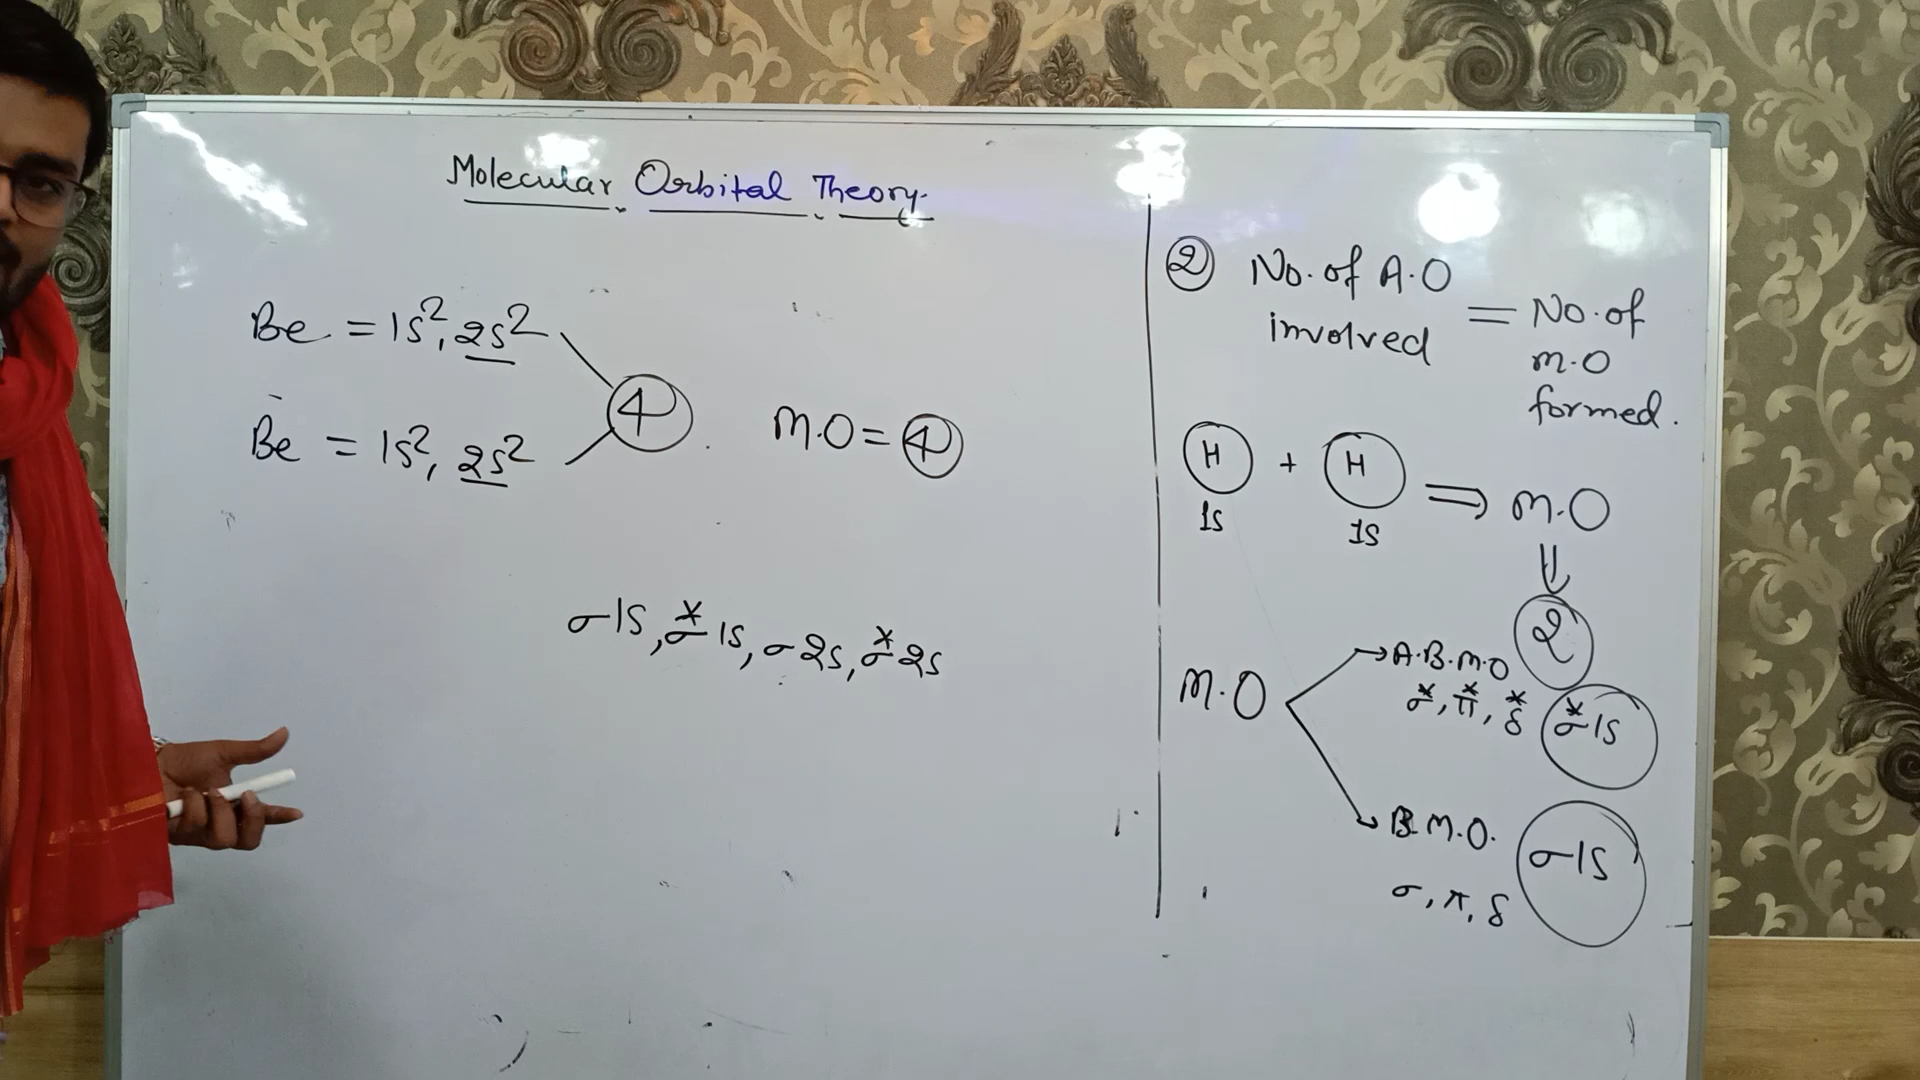 Molecular Orbital Theory.
Be = 1s², 2s²
Be = 1s², 2s²
4
M.O = 4
σ1s, σ*1s, σ2s, σ*2s
② No. of A.O
involved
= No. of
M.O
formed.
H + H ⇒ M.O
1s 1s
⇓
2
M.O
→ A.B.M.O
σ*, π*, δ*
σ*1s
→ B.M.O.
σ, π, δ
σ1s